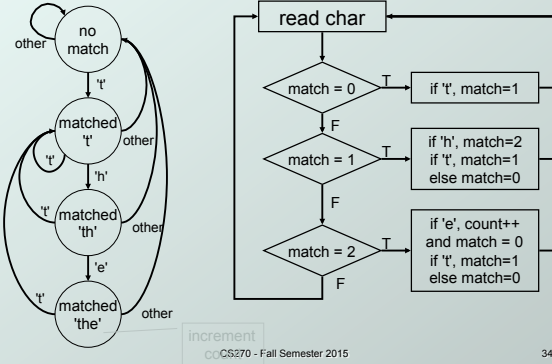 other
no
match
't'
matched
't'
't'
other
'h'
't'
matched
'th'
other
'e'
't'
matched
'the'
other
increment
count
read char
match = 0
T
if 't', match=1
F
match = 1
T
if 'h', match=2
if 't', match=1
else match=0
F
match = 2
T
if 'e', count++
and match = 0
if 't', match=1
else match=0
F
CS270 - Fall Semester 2015
34